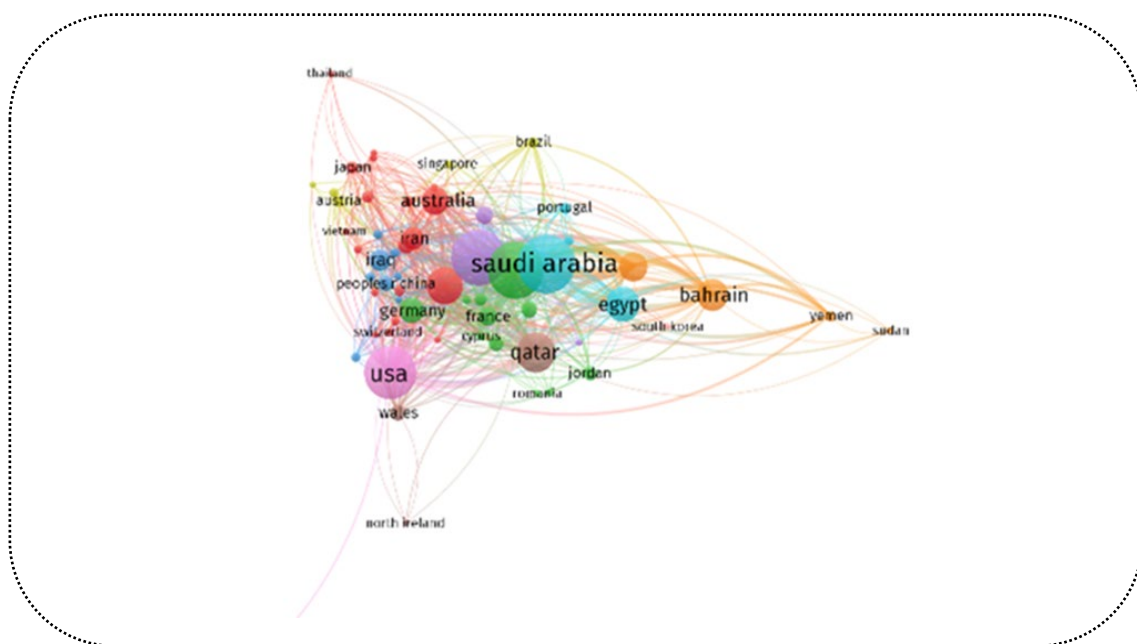 thailand
brazil
singapore
japan
australia
austria
portugal
vietnam
iran
iraq
saudi arabia
peoples r china
bahrain
egypt
germany
france
yemen
south korea
sudan
switzerland
cyprus
qatar
usa
jordan
romania
wales
north ireland